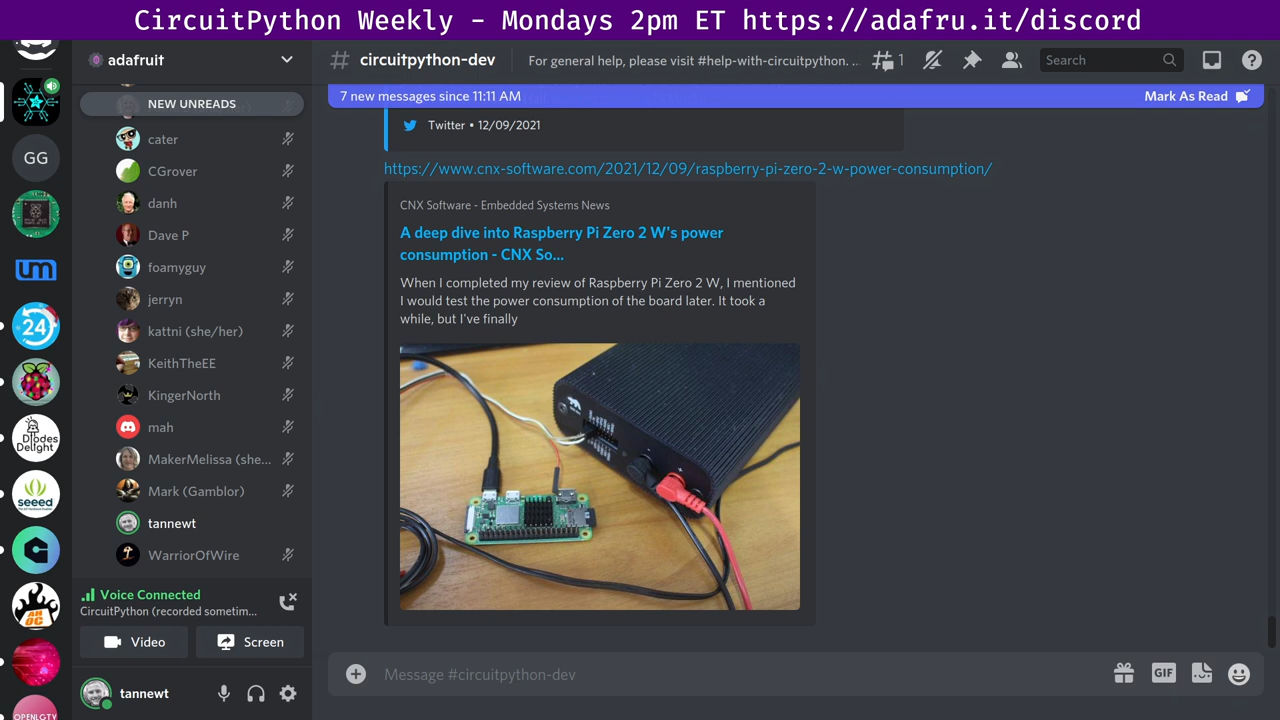 CircuitPython Weekly - Mondays 2pm ET https://adafru.it/discord
adafruit
# circuitpython-dev
For general help, please visit #help-with-circuitpython. ...
1
Search
NEW UNREADS
7 new messages since 11:11 AM
Mark As Read
Twitter • 12/09/2021
cater
CGrover
danh
Dave P
foamyguy
jerryn
kattni (she/her)
KeithTheEE
KingerNorth
mah
MakerMelissa (she...
Mark (Gamblor)
tannewt
WarriorOfWire
https://www.cnx-software.com/2021/12/09/raspberry-pi-zero-2-w-power-consumption/
CNX Software - Embedded Systems News
A deep dive into Raspberry Pi Zero 2 W's power
consumption - CNX So...
When I completed my review of Raspberry Pi Zero 2 W, I mentioned
I would test the power consumption of the board later. It took a
while, but I've finally
GG
um
24
Diodes
Delight
seeed
OPENLGTV
Voice Connected
CircuitPython (recorded sometim...
Video
Screen
tannewt
Message #circuitpython-dev
GIF